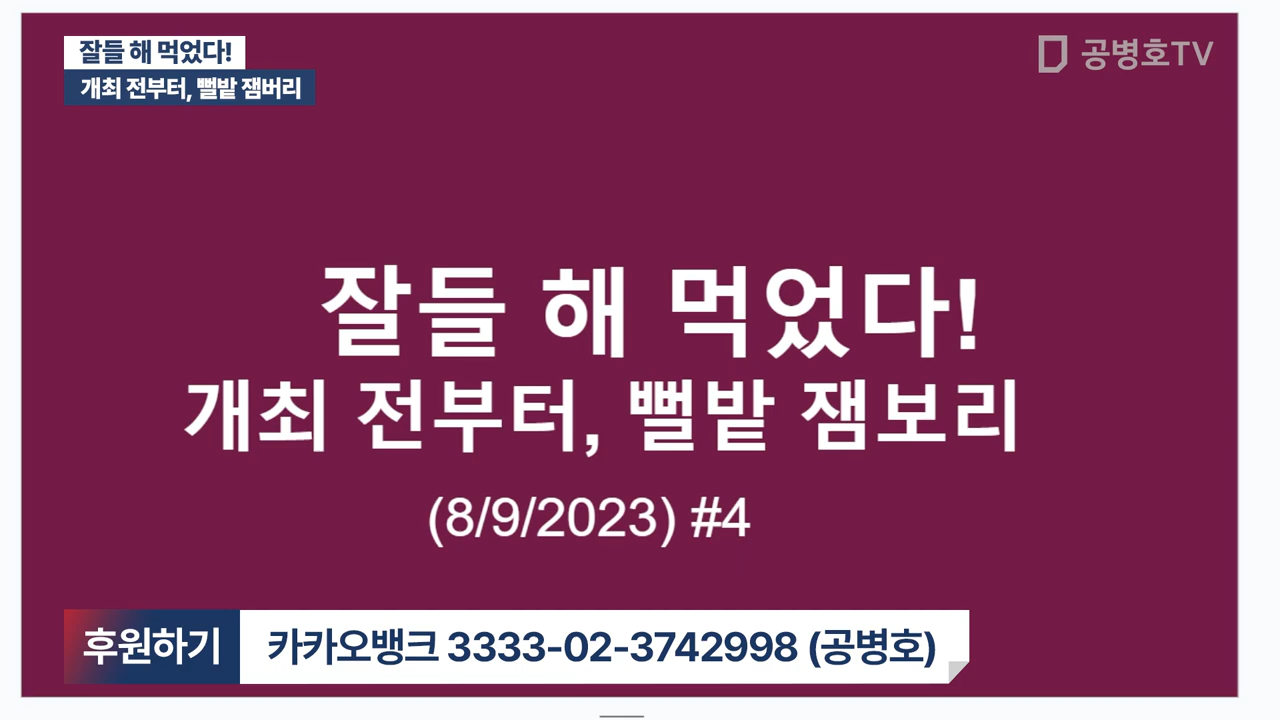 잘들 해 먹었다!
개최 전부터, 뻘밭 잼버리
공병호TV
잘들 해 먹었다!
개최 전부터, 뻘밭 잼보리
(8/9/2023) #4
후원하기
카카오뱅크 3333-02-3742998 (공병호)